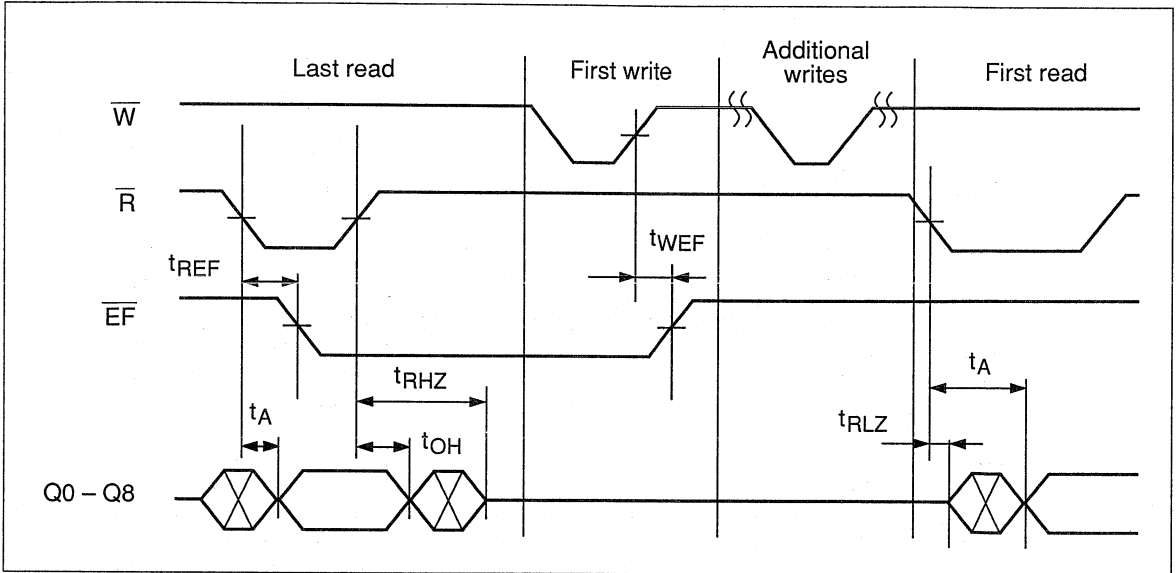 Last read
First write
Additional
writes
First read
W
R
tWEF
tREF
EF
tRHZ
tA
tA
tRLZ
tOH
Q0 – Q8